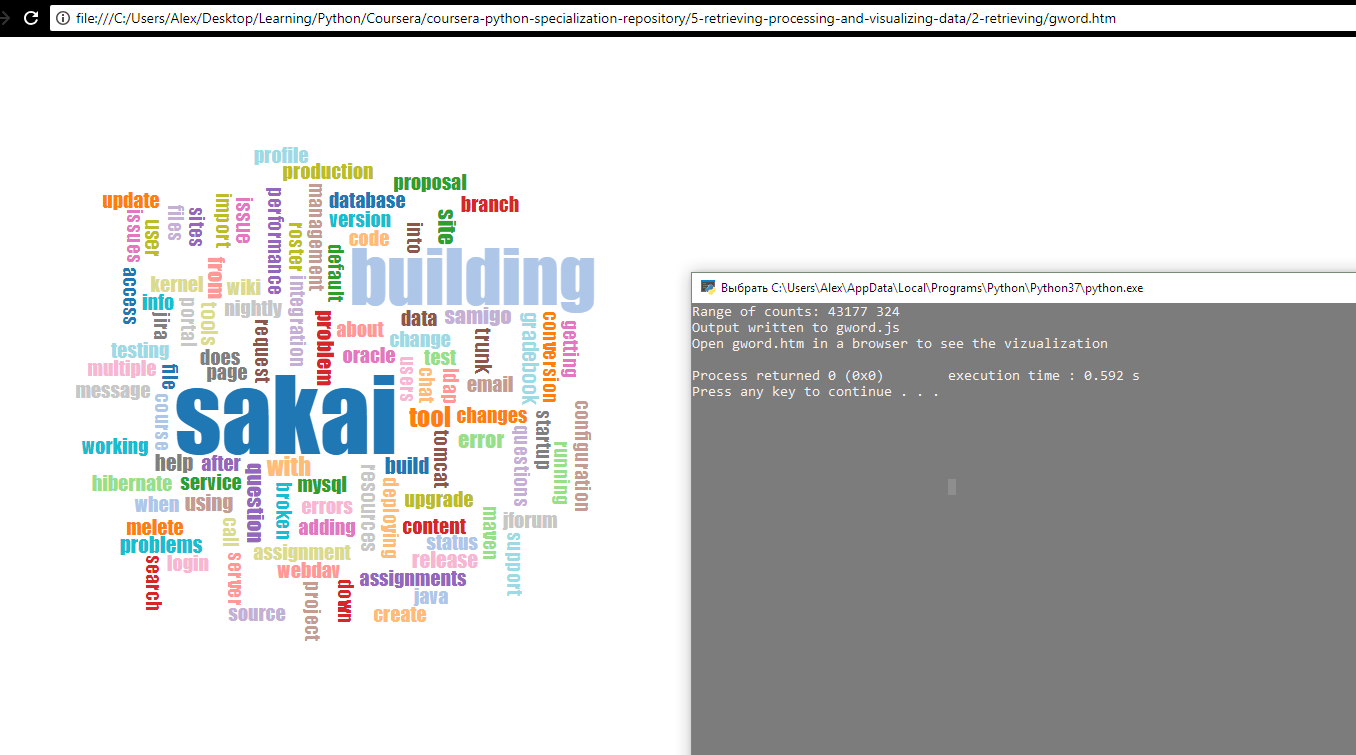 file:///C:/Users/Alex/Desktop/Learning/Python/Coursera/coursera-python-specialization-repository/5-retrieving-processing-and-visualizing-data/2-retrieving/gword.htm
profile
production
proposal
update
database
branch
issues
user
files
sites
import
issue
performance
management
version
site
roster
code
into
default
building
access
kernel
from
wiki
integration
info
portal
tools
nightly
jira
request
problem
about
data
samigo
gradebook
conversion
getting
change
trunk
testing
does
oracle
test
multiple
page
users
chat
ldap
email
file
message
sakai
course
tool
changes
configuration
startup
questions
working
tomcat
error
running
help
after
with
build
hibernate
service
question
mysql
resources
deploying
upgrade
when
using
broken
errors
maven
jforum
melete
call
adding
content
problems
status
support
assignment
release
search
login
server
webdav
assignments
down
project
java
source
create
Выбрать C:\Users\Alex\AppData\Local\Programs\Python\Python37\python.exe
Range of counts: 43177 324
Output written to gword.js
Open gword.htm in a browser to see the vizualization
Process returned 0 (0x0) execution time : 0.592 s
Press any key to continue . . .